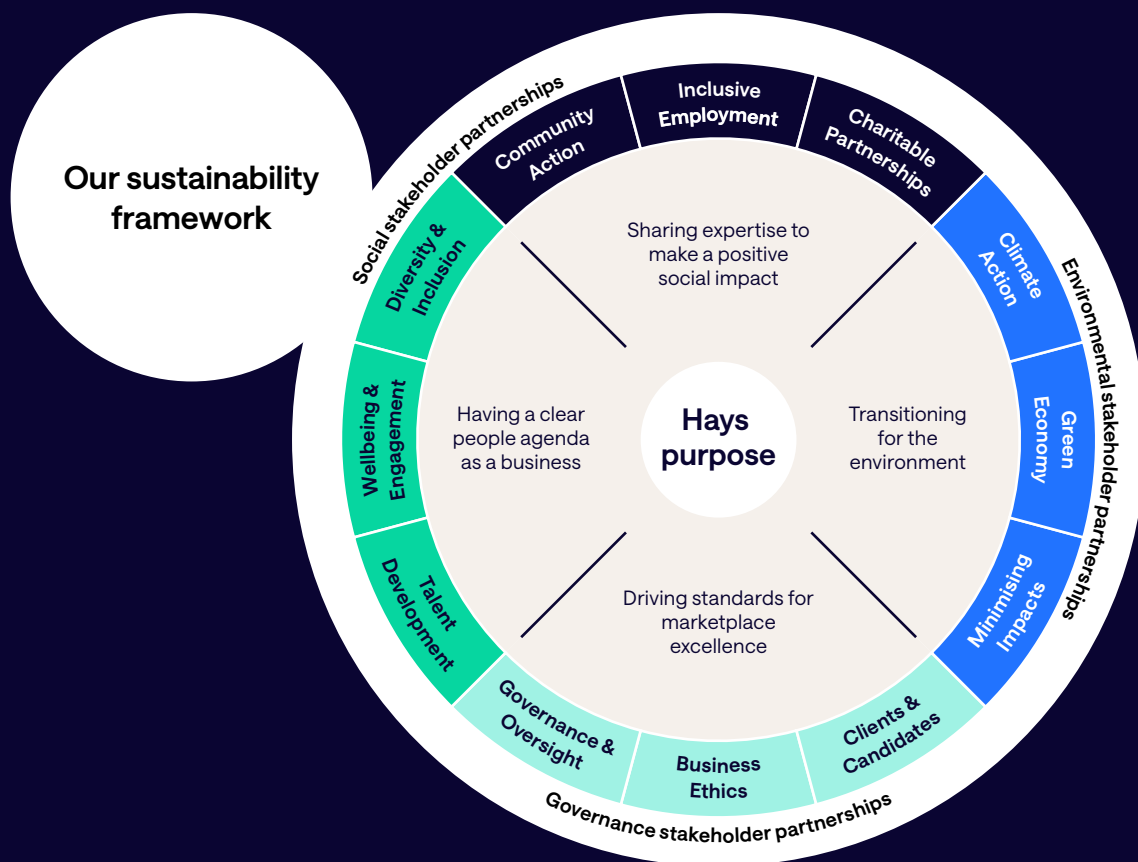 Our sustainability
framework
Social stakeholder partnerships
Community
Action
Inclusive
Employment
Charitable
Partnerships
Climate
Action
Green
Economy
Minimising
Impacts
Environmental stakeholder partnerships
Clients &
Candidates
Business
Ethics
Governance &
Oversight
Governance stakeholder partnerships
Talent
Development
Wellbeing &
Engagement
Diversity &
Inclusion
Sharing expertise to
make a positive
social impact
Having a clear
people agenda
as a business
Hays
purpose
Transitioning
for the
environment
Driving standards for
marketplace
excellence